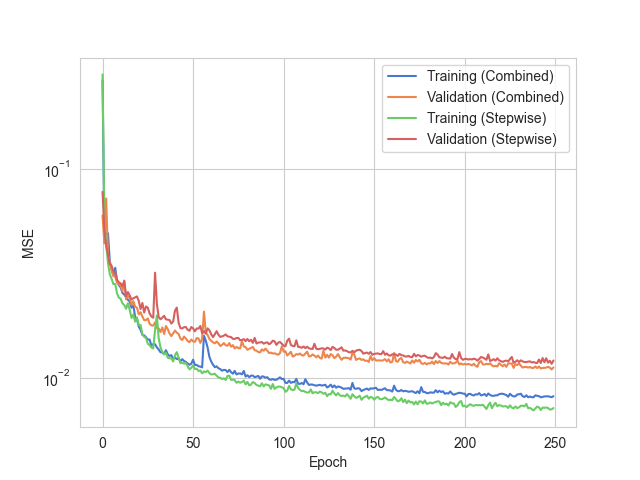 Training (Combined)
Validation (Combined)
Training (Stepwise)
Validation (Stepwise)
10⁻¹
10⁻²
MSE
0 50 100 150 200 250
Epoch